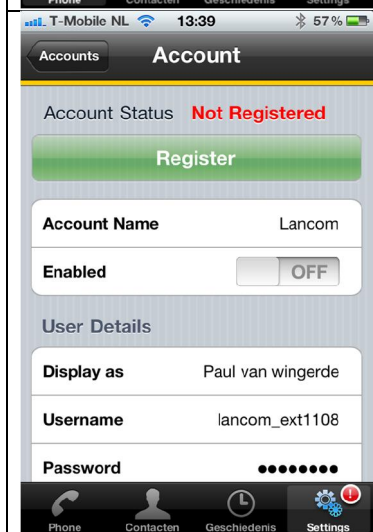 Phone Contacten Geschiedenis Settings
T-Mobile NL 13:39 57%
Accounts Account
Account Status Not Registered
Register
Account Name Lancom
Enabled OFF
User Details
Display as Paul van wingerde
Username lancom_ext1108
Password ●●●●●●●●
Phone Contacten Geschiedenis Settings